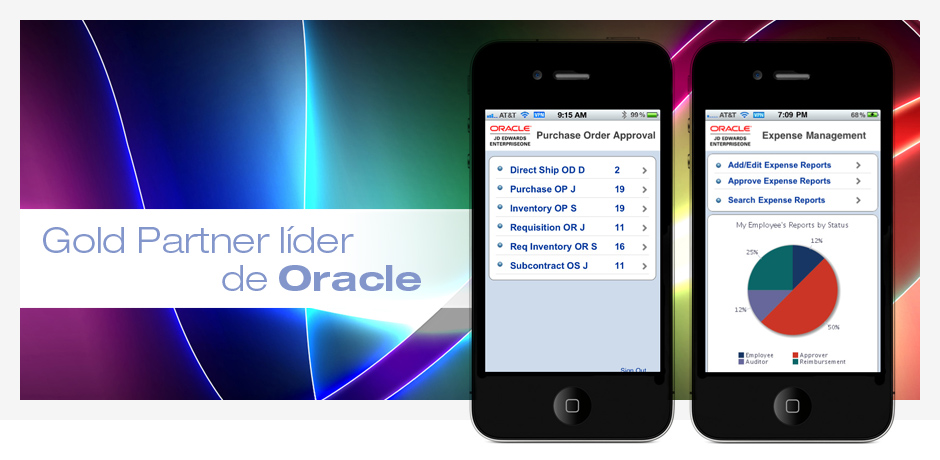 Gold Partner líder
de Oracle
AT&T VPN 9:15 AM 99%
ORACLE
JD EDWARDS
ENTERPRISEONE
Purchase Order Approval
Direct Ship OD D 2
Purchase OP J 19
Inventory OP S 19
Requisition OR J 11
Req Inventory OR S 16
Subcontract OS J 11
Sign Out
AT&T VPN 7:09 PM 68%
ORACLE
JD EDWARDS
ENTERPRISEONE
Expense Management
Add/Edit Expense Reports
Approve Expense Reports
Search Expense Reports
My Employee's Reports by Status
12%
25%
12%
50%
Employee Approver
Auditor Reimbursement